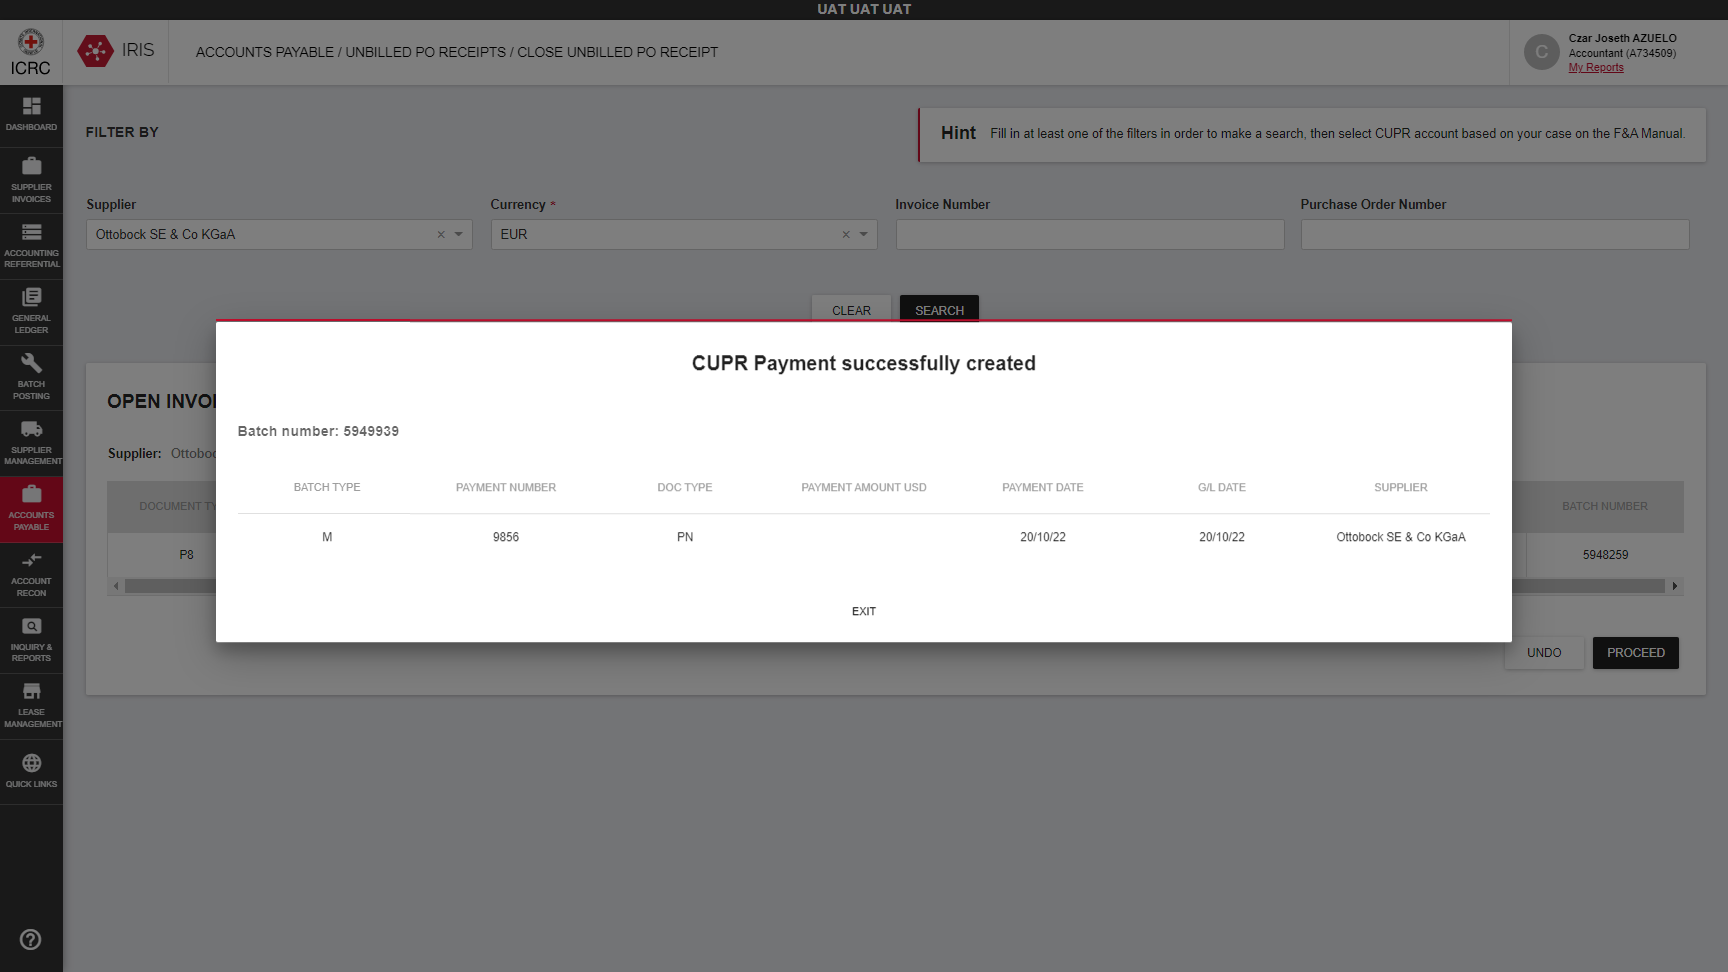 UAT UAT UAT
ICRC
IRIS
ACCOUNTS PAYABLE / UNBILLED PO RECEIPTS / CLOSE UNBILLED PO RECEIPT
C
Czar Joseth AZUELO
Accountant (A734509)
My Reports
DASHBOARD
SUPPLIER
INVOICES
ACCOUNTING
REFERENTIAL
GENERAL
LEDGER
BATCH
POSTING
SUPPLIER
MANAGEMENT
ACCOUNTS
PAYABLE
ACCOUNT
RECON
INQUIRY &
REPORTS
LEASE
MANAGEMENT
QUICK LINKS
FILTER BY
Hint Fill in at least one of the filters in order to make a search, then select CUPR account based on your case on the F&A Manual.
Supplier Currency * Invoice Number Purchase Order Number
Ottobock SE & Co KGaA EUR
CLEAR SEARCH
OPEN INVOI
Supplier: Ottoboc
DOCUMENT TY BATCH NUMBER
P8 5948259
UNDO PROCEED
CUPR Payment successfully created
Batch number: 5949939
BATCH TYPE PAYMENT NUMBER DOC TYPE PAYMENT AMOUNT USD PAYMENT DATE G/L DATE SUPPLIER
M 9856 PN 20/10/22 20/10/22 Ottobock SE & Co KGaA
EXIT